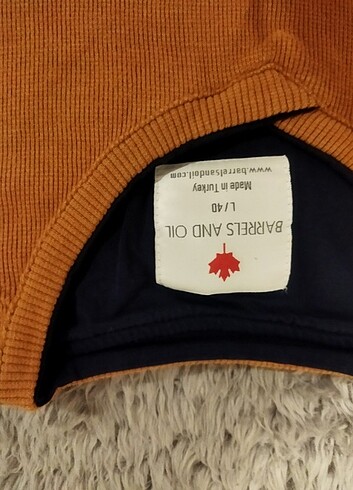 BARRELS AND OIL
L / 40
Made in Turkey
www.barrelsandoil.com